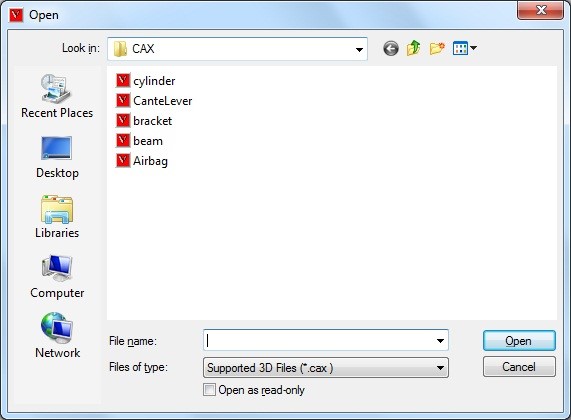 Open
Look in: CAX
Recent Places
Desktop
Libraries
Computer
Network
cylinder
CanteLever
bracket
beam
Airbag
File name:
Open
Files of type: Supported 3D Files (*.cax )
Cancel
Open as read-only